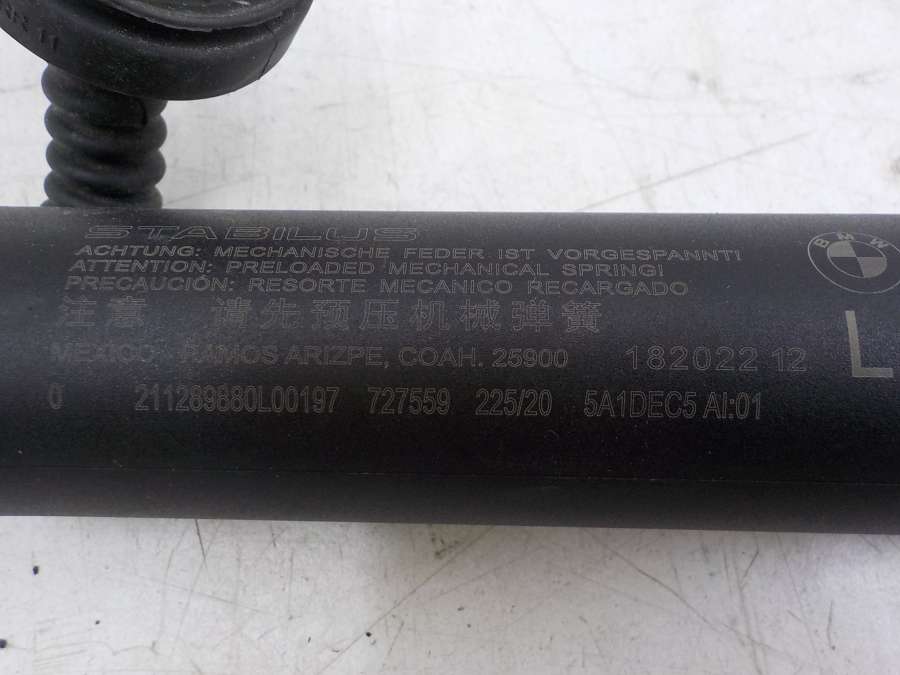 STABILUS
ACHTUNG: MECHANISCHE FEDER IST VORGESPANNT!
ATTENTION: PRELOADED MECHANICAL SPRING!
PRECAUCIÓN: RESORTE MECANICO RECARGADO
注意 请先预压机械弹簧
MEXICO - RAMOS ARIZPE, COAH. 25900 182022 12
0 211289880L00197 727559 225/20 5A1DEC5 AI:01
BMW
L